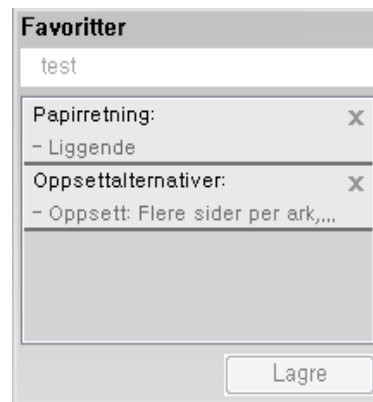 Favoritter
test
Papirretning: x
- Liggende
Oppsettalternativer: x
- Oppsett: Flere sider per ark,...
Lagre